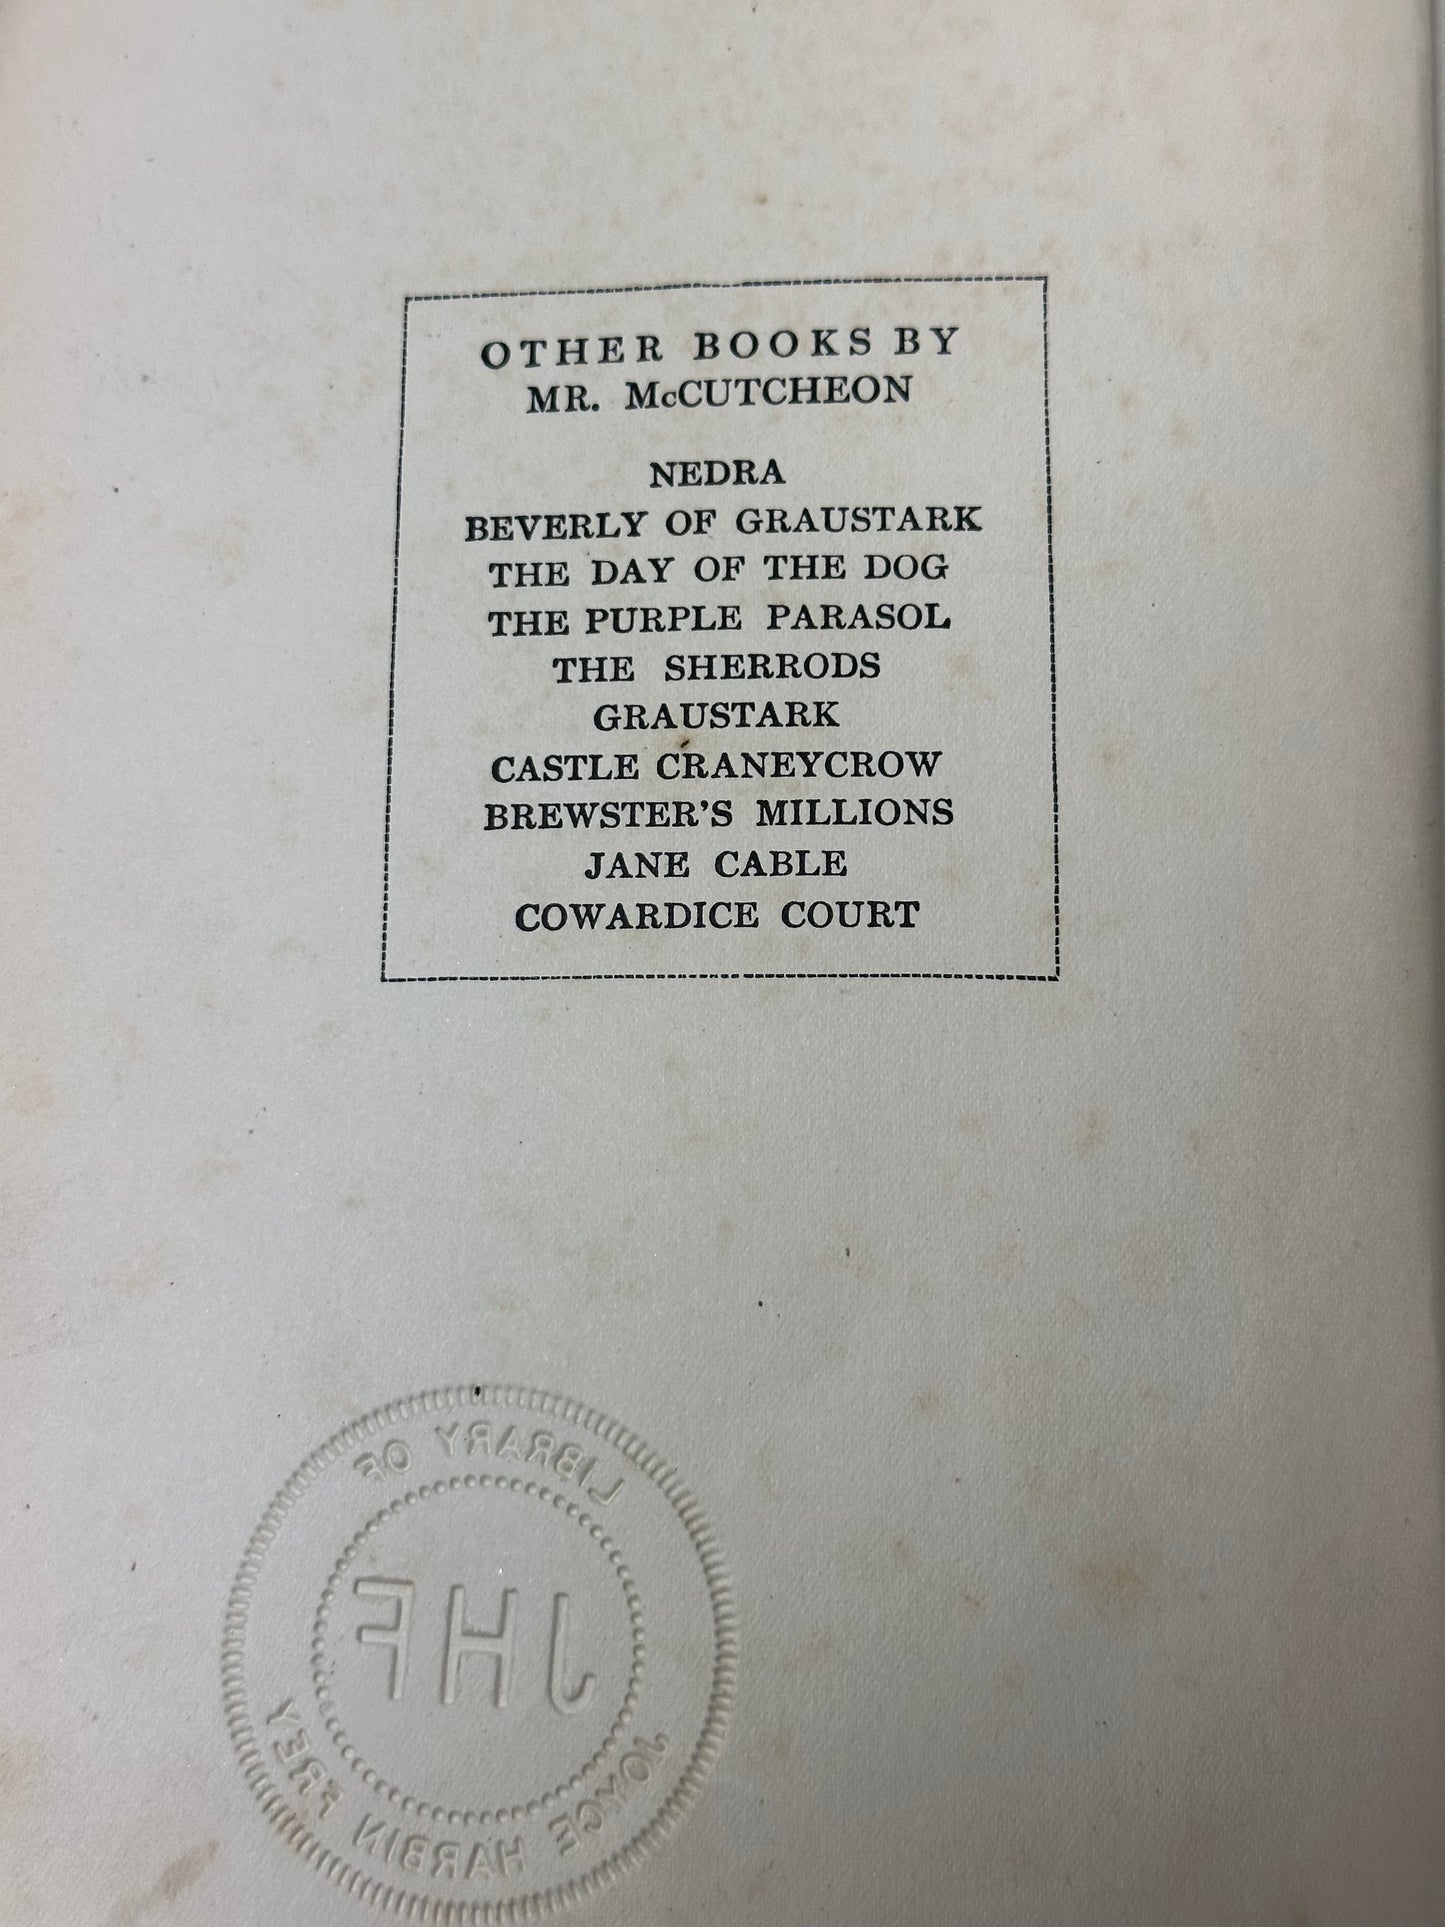 OTHER BOOKS BY
MR. McCUTCHEON
NEDRA
BEVERLY OF GRAUSTARK
THE DAY OF THE DOG
THE PURPLE PARASOL
THE SHERRODS
GRAUSTARK
CASTLE CRANEYCROW
BREWSTER'S MILLIONS
JANE CABLE
COWARDICE COURT
LIBRARY OF
JHF
JOYCE HARBIN FREY